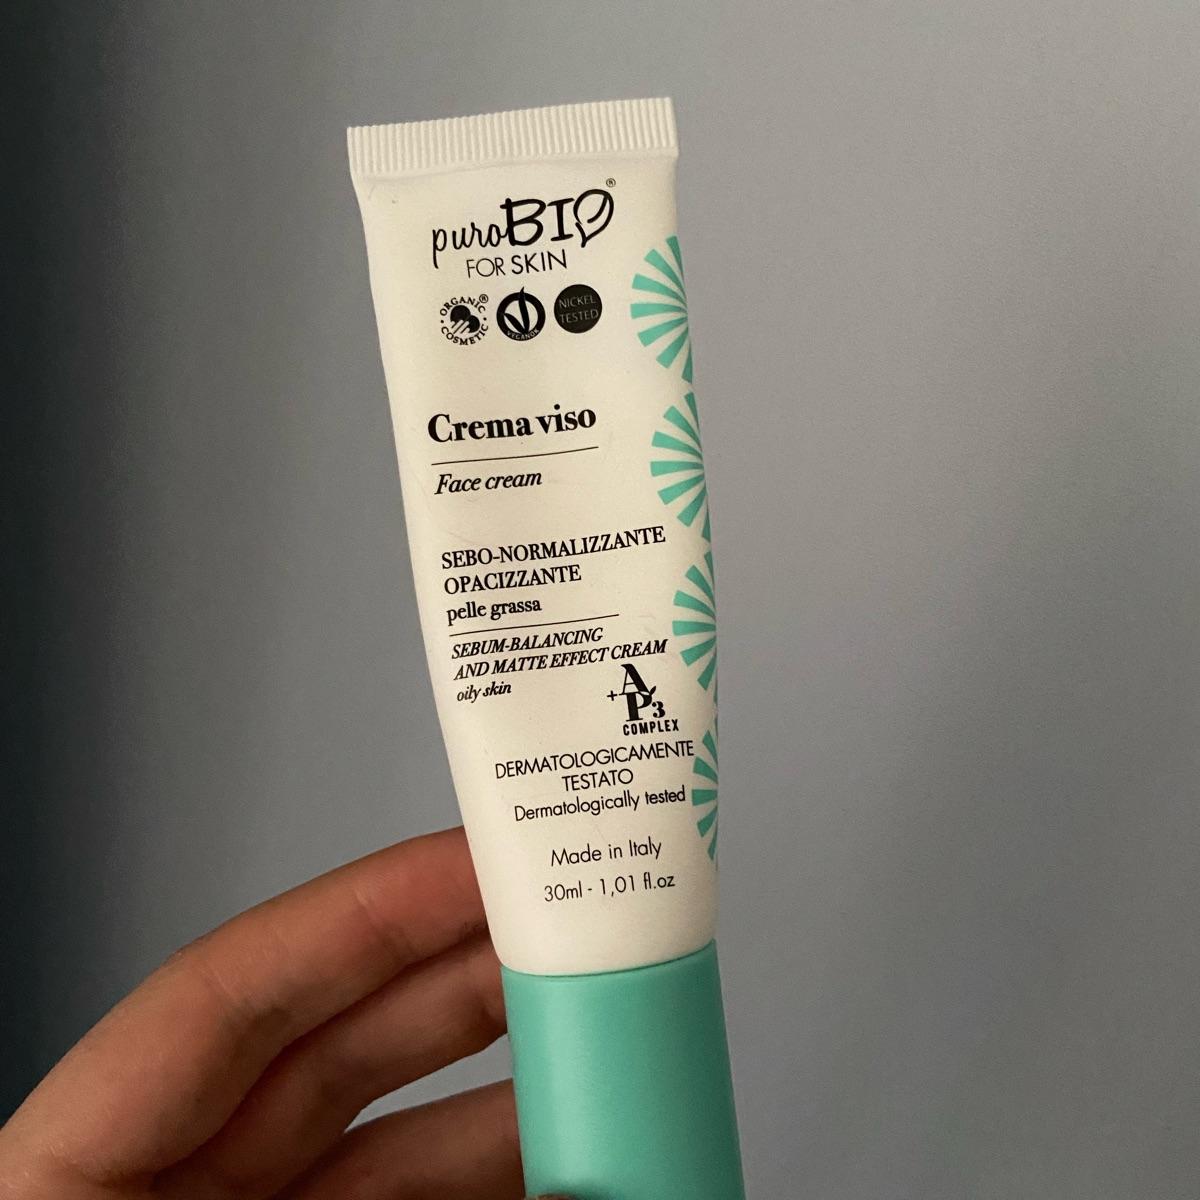 puroBIO®
FOR SKIN
ORGANIC COSMETIC ®
VEGANOK
NICKEL
TESTED
Crema viso
Face cream
SEBO-NORMALIZZANTE
OPACIZZANTE
pelle grassa
SEBUM-BALANCING
AND MATTE EFFECT CREAM
oily skin
+AP3
COMPLEX
DERMATOLOGICAMENTE
TESTATO
Dermatologically tested
Made in Italy
30ml - 1,01 fl.oz